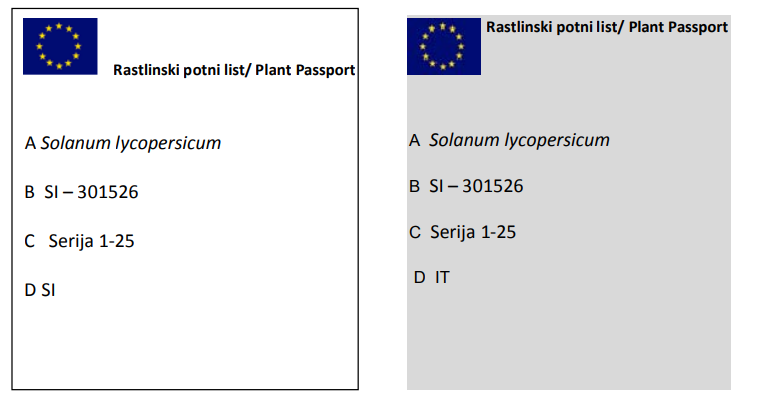 Rastlinski potni list/ Plant Passport
A Solanum lycopersicum
B SI – 301526
C Serija 1-25
D SI
Rastlinski potni list/ Plant Passport
A Solanum lycopersicum
B SI – 301526
C Serija 1-25
D IT